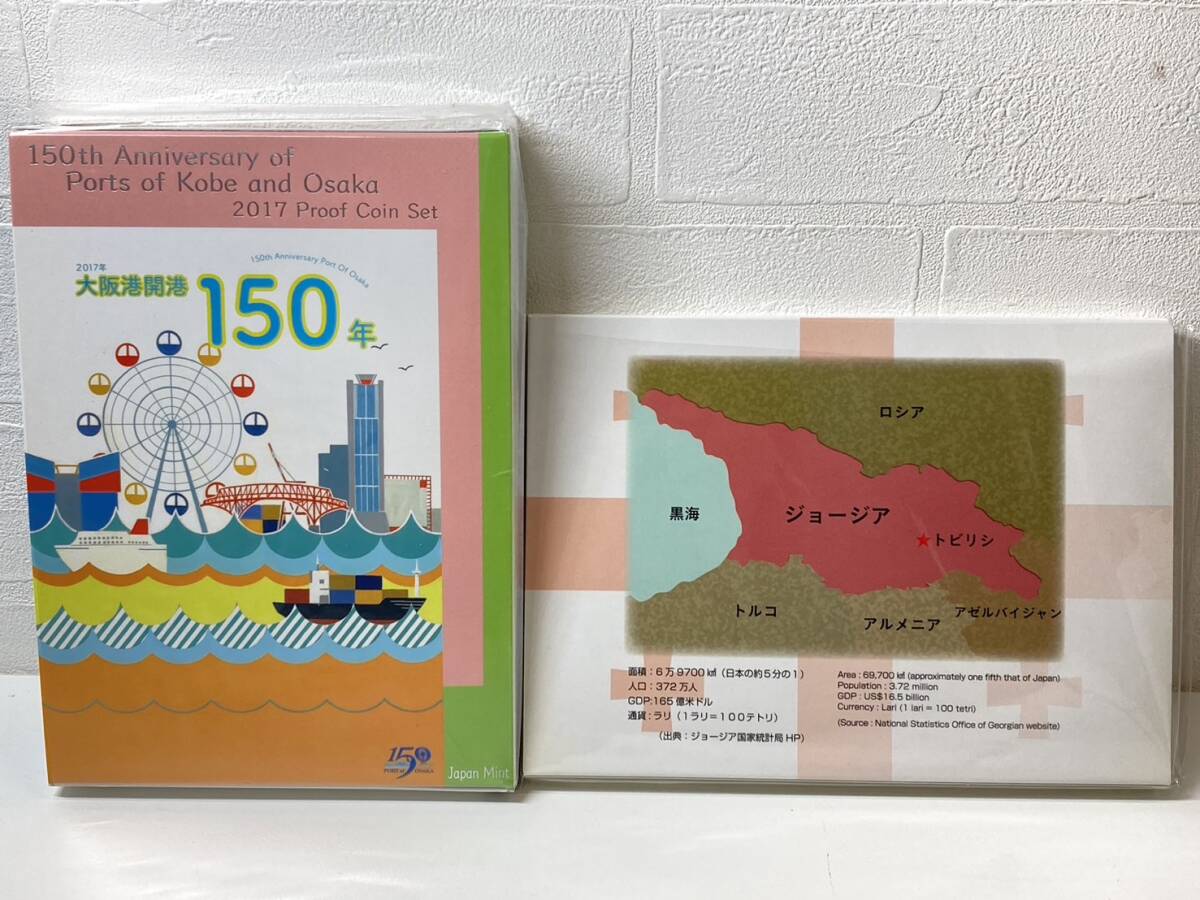 150th Anniversary of
Ports of Kobe and Osaka
2017 Proof Coin Set
150th Anniversary Port Of Osaka
2017年
大阪港開港
150年
150
PORT of OSAKA
Japan Mint
ロシア
黒海
ジョージア
★トビリシ
トルコ
アルメニア
アゼルバイジャン
面積：6万9700㎢（日本の約5分の1）
人口：372万人
GDP:165億米ドル
通貨：ラリ（1ラリ＝100テトリ）
（出典：ジョージア国家統計局HP）
Area : 69,700 ㎢ (approximately one fifth that of Japan)
Population : 3.72 million
GDP : US$16.5 billion
Currency : Lari (1 lari = 100 tetri)
(Source : National Statistics Office of Georgian website)